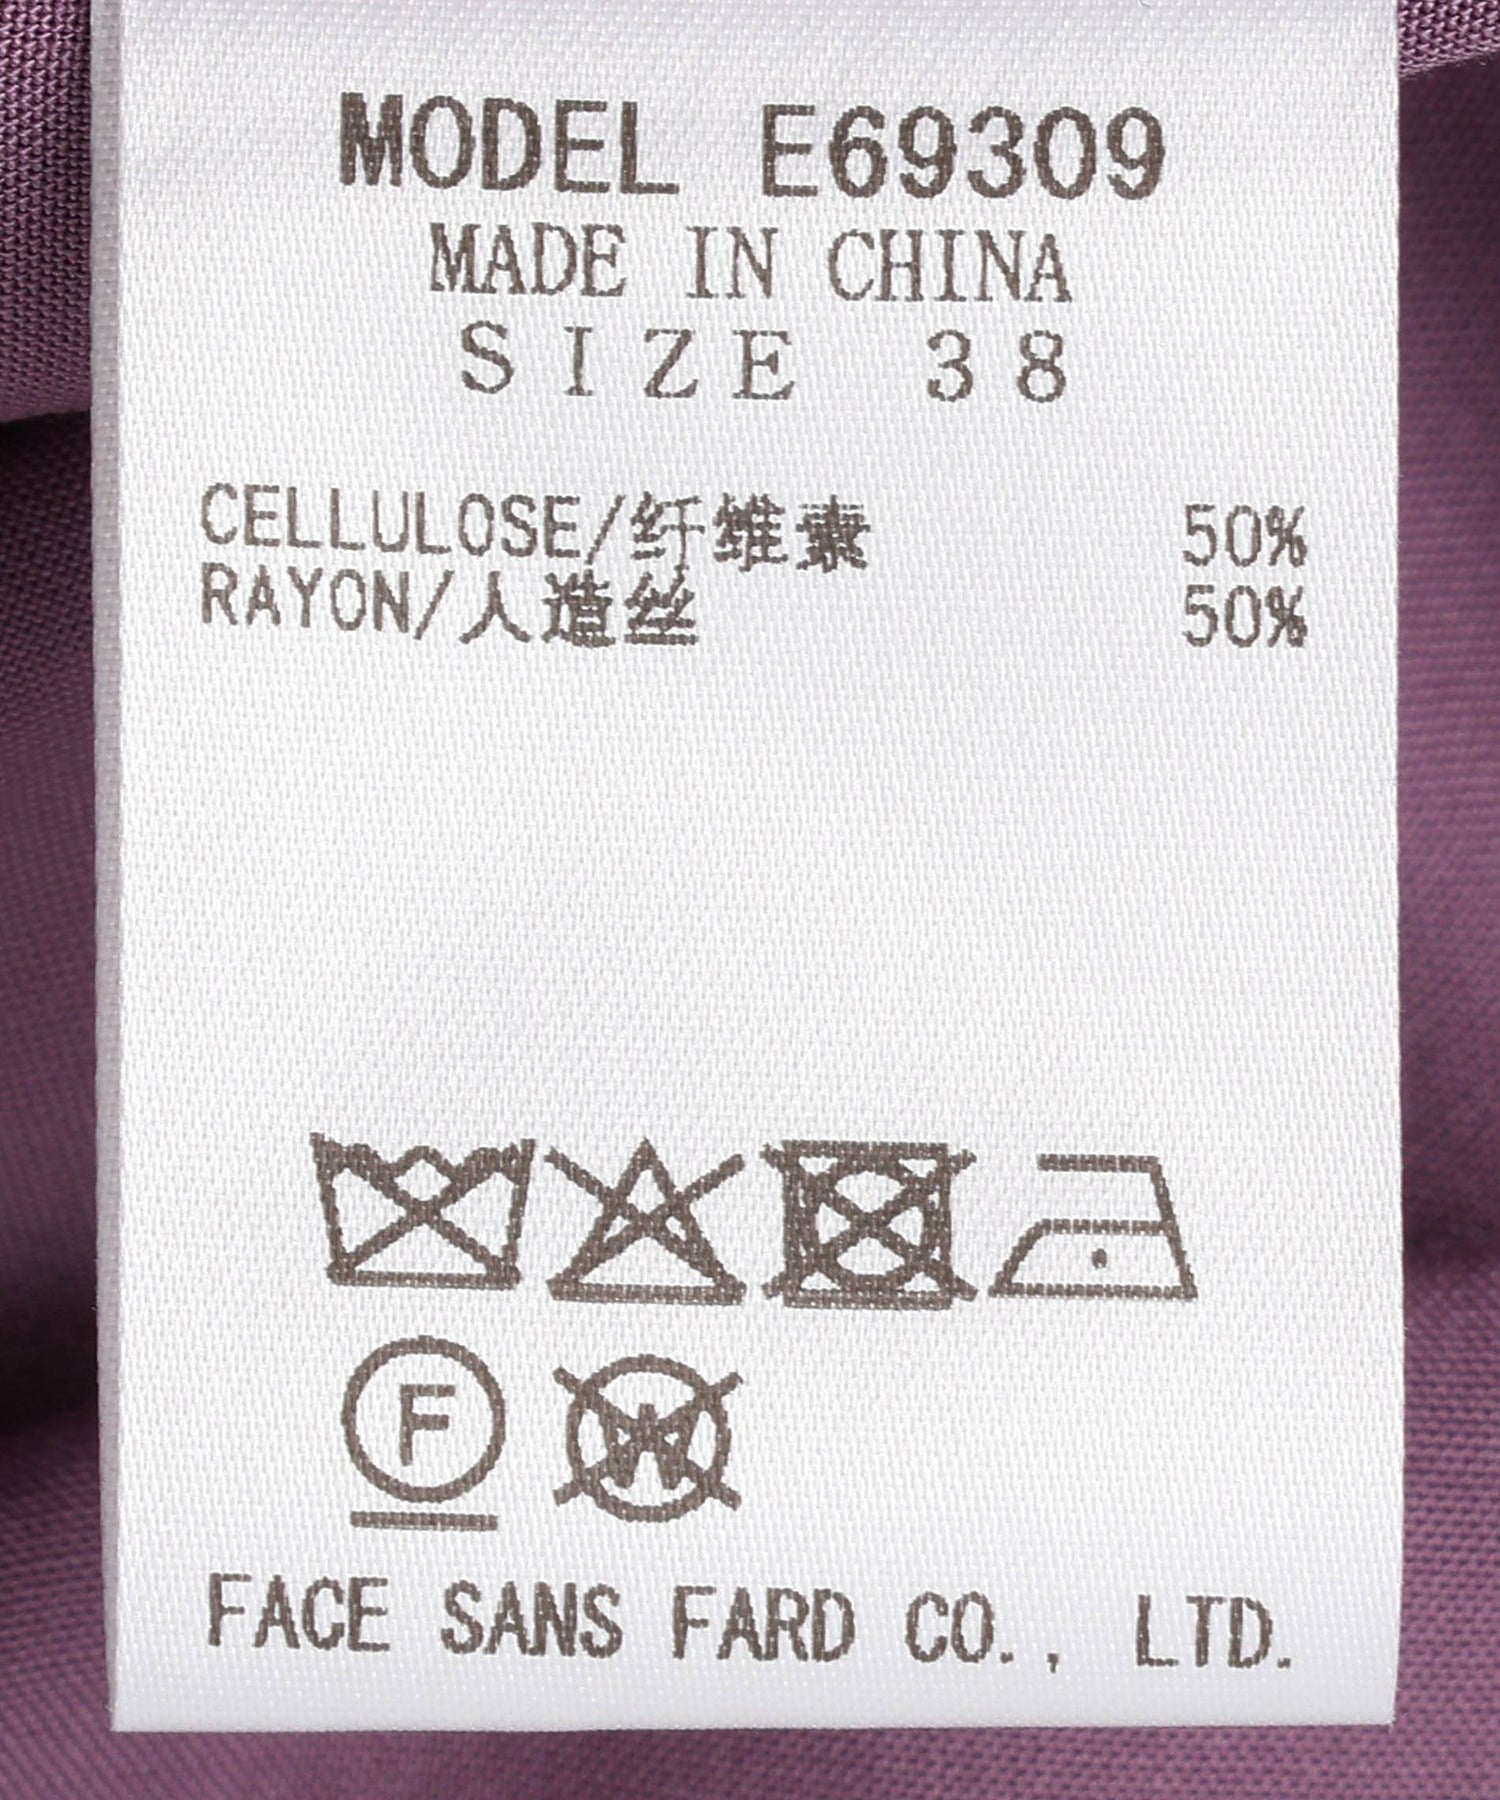 MODEL E69309
MADE IN CHINA
SIZE 38
CELLULOSE/纤维素 50%
RAYON/人造丝 50%
F
W
FACE SANS FARD CO., LTD.